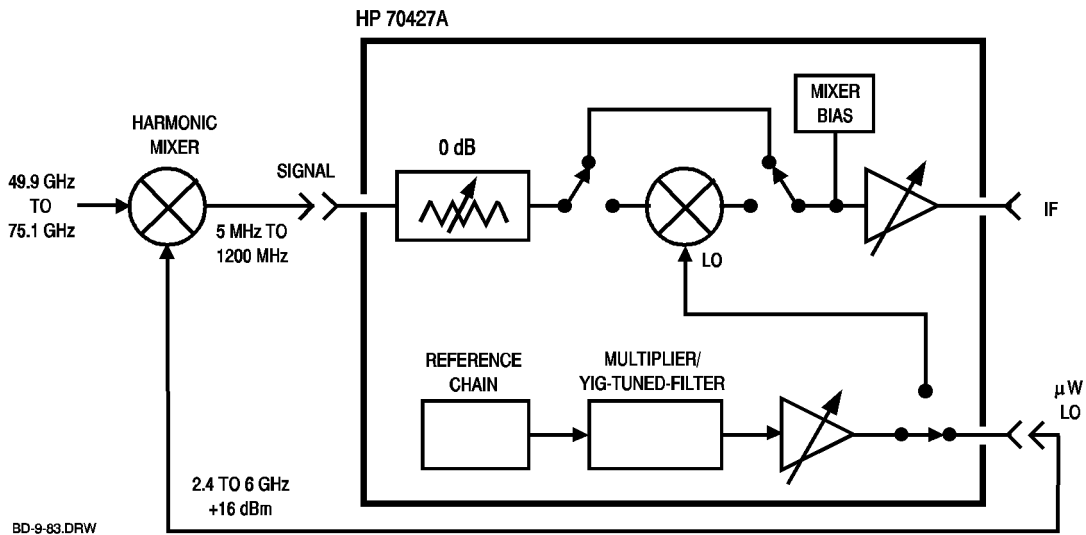 HP 70427A
HARMONIC
MIXER
49.9 GHz
TO
75.1 GHz
SIGNAL
5 MHz TO
1200 MHz
0 dB
MIXER
BIAS
LO
IF
REFERENCE
CHAIN
MULTIPLIER/
YIG-TUNED-FILTER
μW
LO
2.4 TO 6 GHz
+16 dBm
BD-9-83.DRW